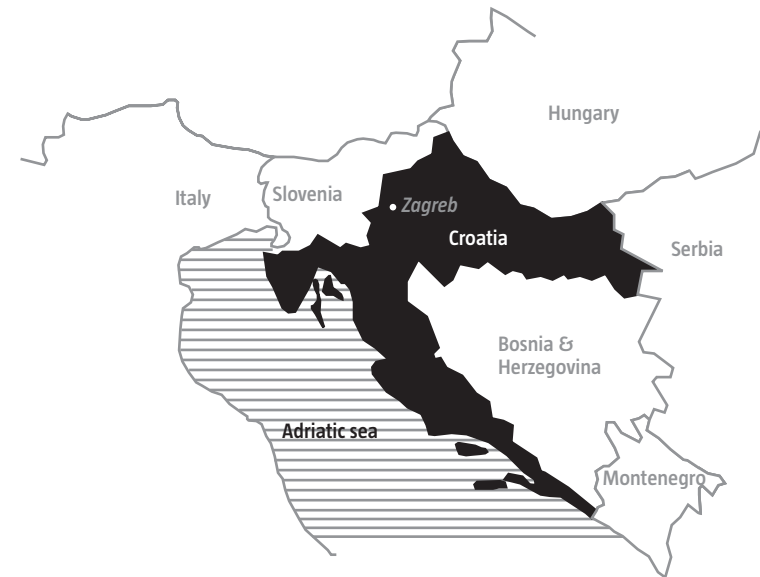 Hungary
Italy
Slovenia
Zagreb
Croatia
Serbia
Bosnia &
Herzegovina
Adriatic sea
Montenegro